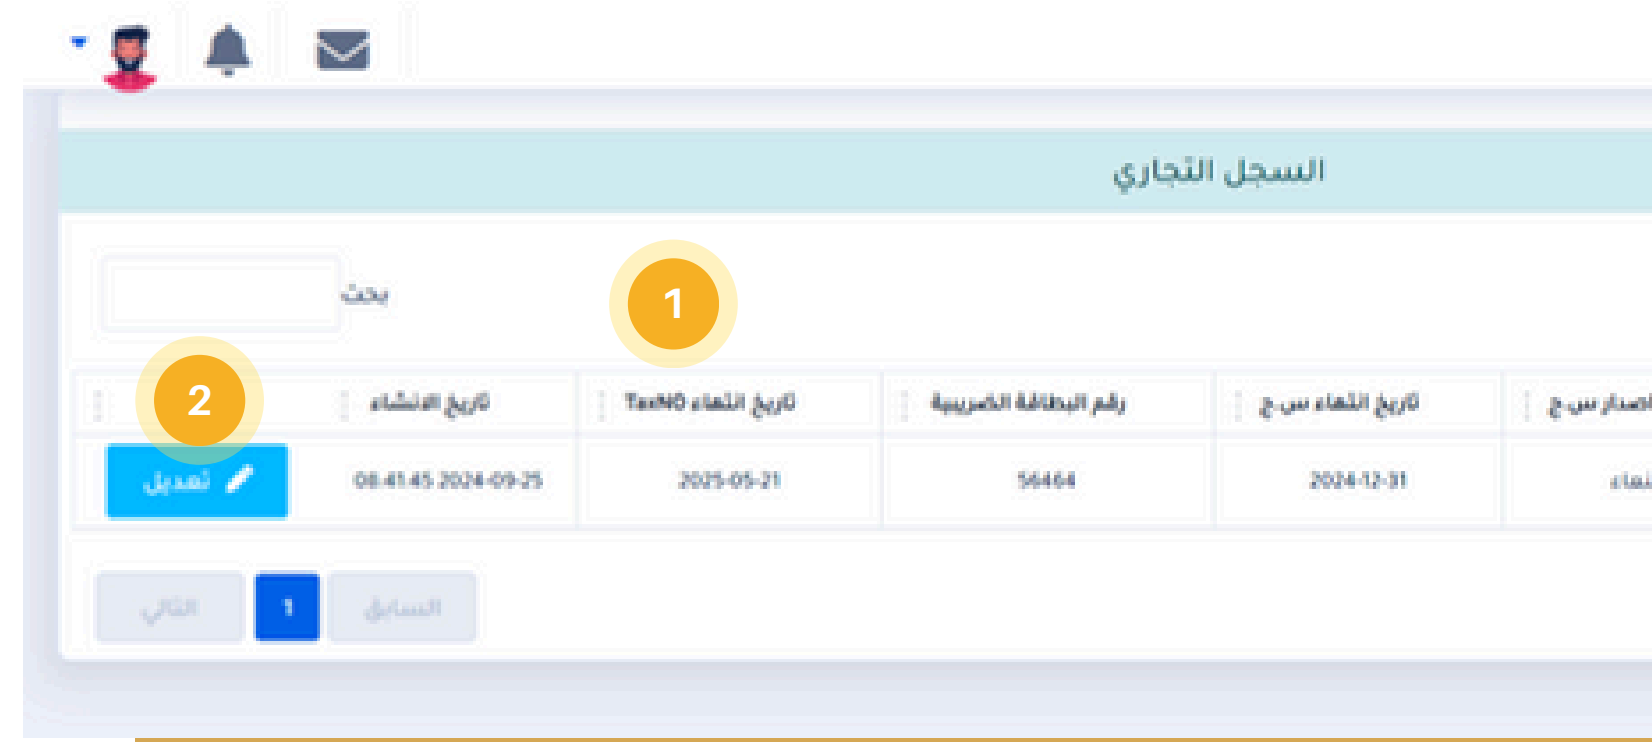 السجل التجاري
بحث
1
2
اصدار س.ج تاريخ انتهاء س.ج رقم البطاقة الضريبية تاريخ انتهاء TaxNO تاريخ الانشاء
2024-12-31 56464 2025-05-21 08:41:45 2024-09-25 تعديل
السابق 1 التالي